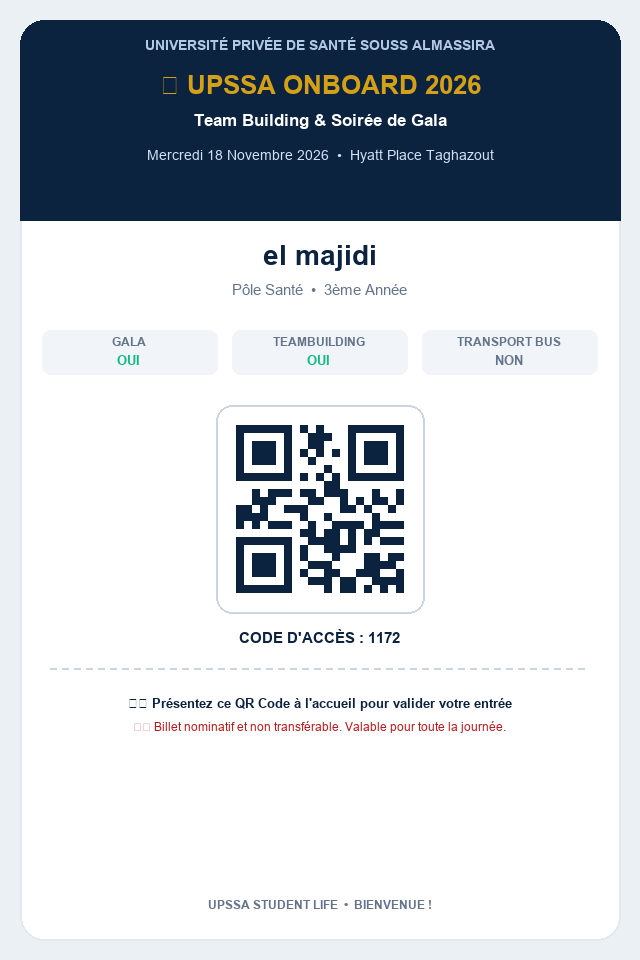 UNIVERSITÉ PRIVÉE DE SANTÉ SOUSS ALMASSIRA
UPSSA ONBOARD 2026
Team Building & Soirée de Gala
Mercredi 18 Novembre 2026 • Hyatt Place Taghazout
el majidi
Pôle Santé • 3ème Année
GALA
OUI
TEAMBUILDING
OUI
TRANSPORT BUS
NON
CODE D'ACCÈS : 1172
Présentez ce QR Code à l'accueil pour valider votre entrée
Billet nominatif et non transférable. Valable pour toute la journée.
UPSSA STUDENT LIFE • BIENVENUE !